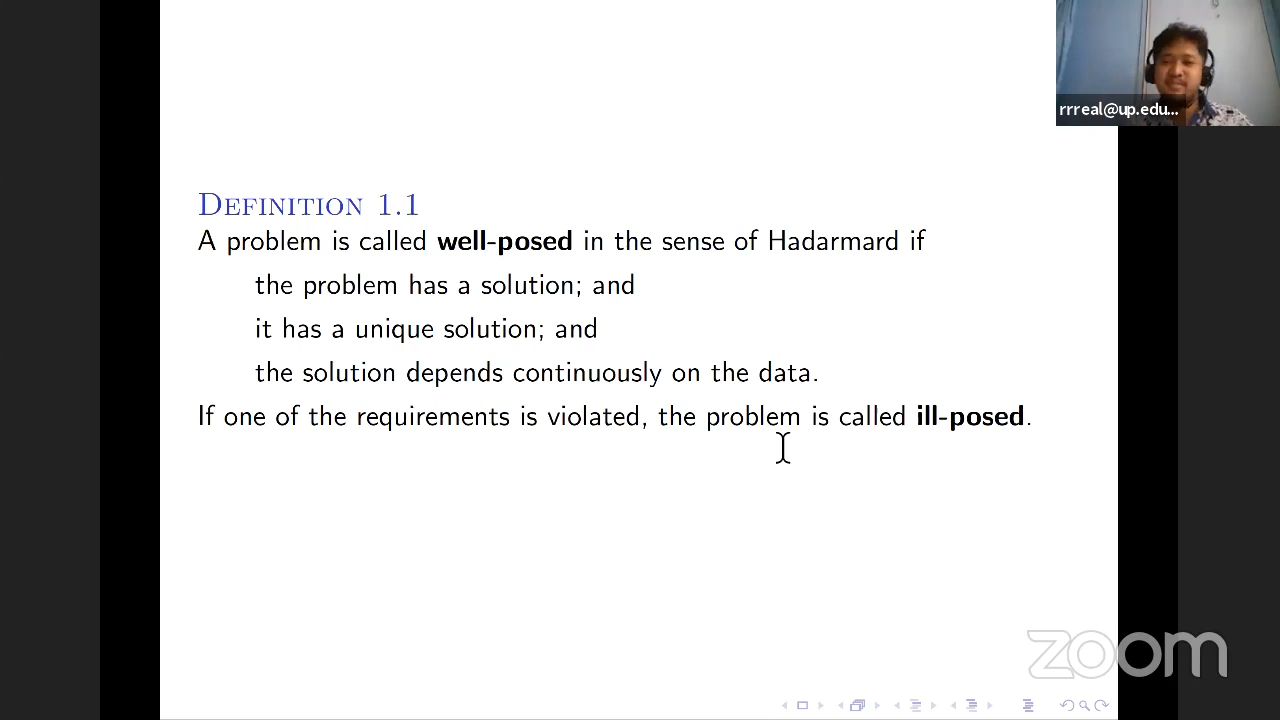 rrreal@up.edu...
DEFINITION 1.1
A problem is called well-posed in the sense of Hadarmard if
the problem has a solution; and
it has a unique solution; and
the solution depends continuously on the data.
If one of the requirements is violated, the problem is called ill-posed.
zoom